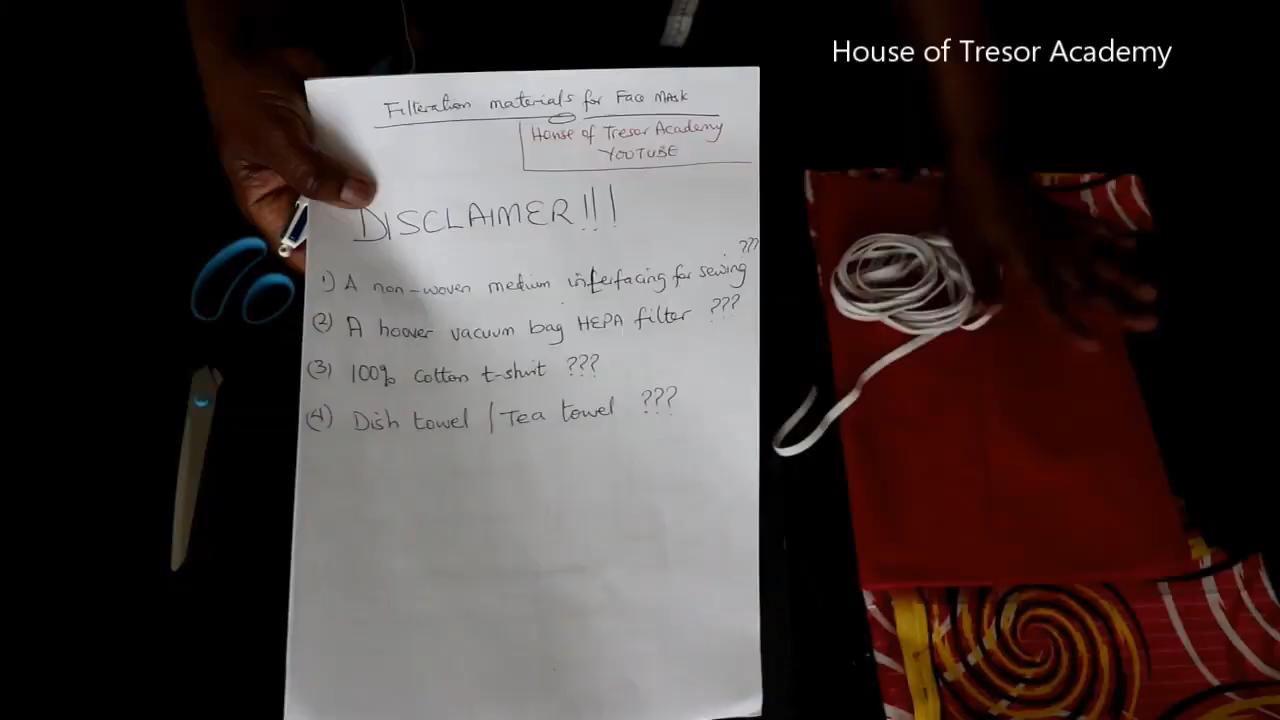 House of Tresor Academy
Filteration materials for FACE MASK
House of Tresor Academy
YOUTUBE
DISCLAIMER!!!
1) A non-woven medium interfacing for sewing ???
(2) A hoover vacuum bag HEPA filter ???
(3) 100% cotton t-shirt ???
(4) Dish towel / Tea towel ???